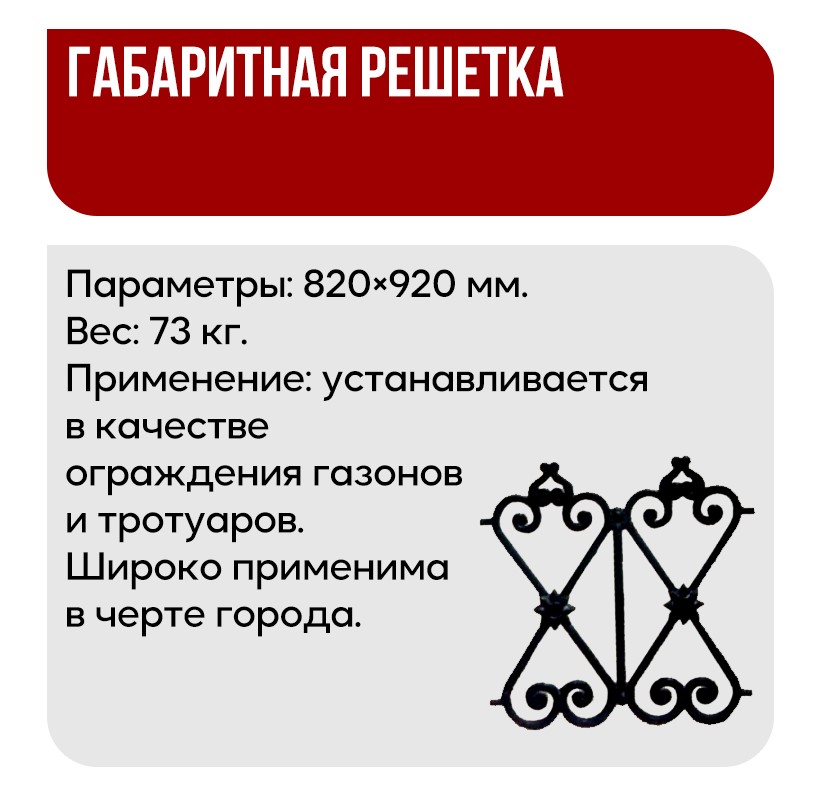 ГАБАРИТНАЯ РЕШЕТКА
Параметры: 820×920 мм.
Вес: 73 кг.
Применение: устанавливается
в качестве
ограждения газонов
и тротуаров.
Широко применима
в черте города.